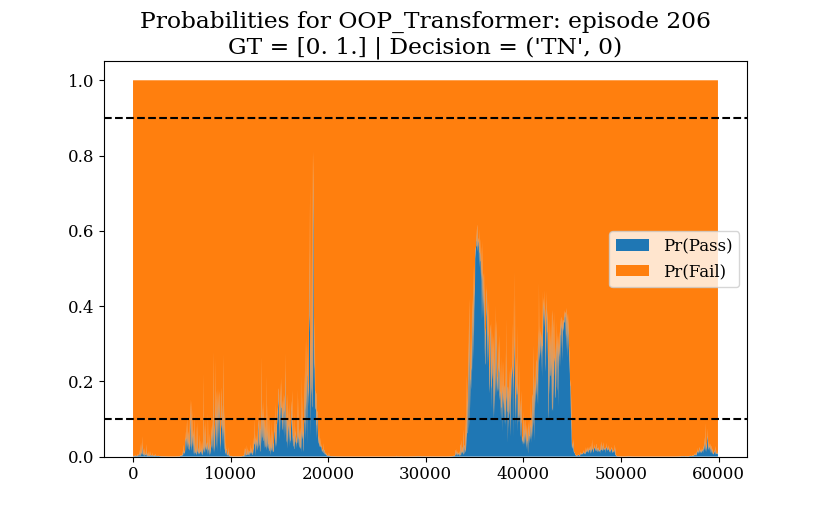 Probabilities for OOP_Transformer: episode 206
GT = [0. 1.] | Decision = ('TN', 0)
1.0
0.8
0.6
0.4
0.2
0.0
Pr(Pass)
Pr(Fail)
0 10000 20000 30000 40000 50000 60000